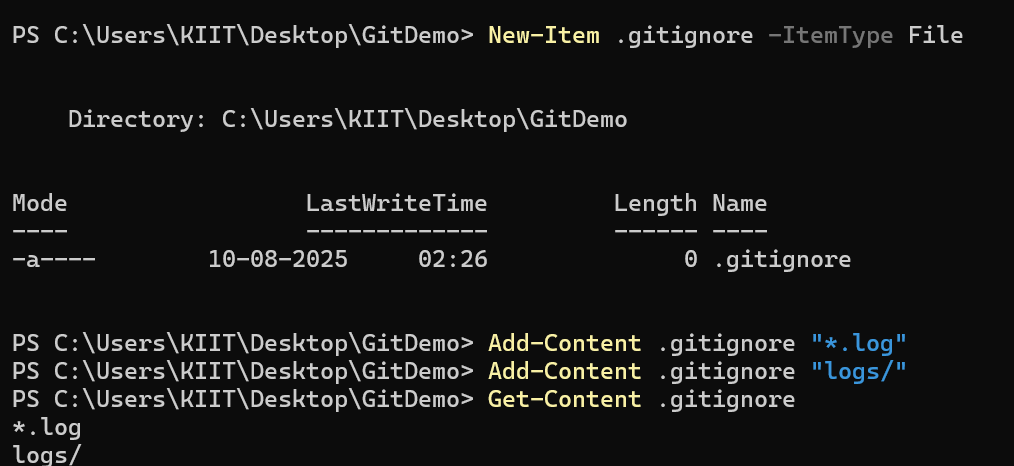 PS C:\Users\KIIT\Desktop\GitDemo> New-Item .gitignore -ItemType File
Directory: C:\Users\KIIT\Desktop\GitDemo
Mode                 LastWriteTime         Length Name
----                 -------------         ------ ----
-a----        10-08-2025     02:26              0 .gitignore
PS C:\Users\KIIT\Desktop\GitDemo> Add-Content .gitignore "*.log"
PS C:\Users\KIIT\Desktop\GitDemo> Add-Content .gitignore "logs/"
PS C:\Users\KIIT\Desktop\GitDemo> Get-Content .gitignore
*.log
logs/